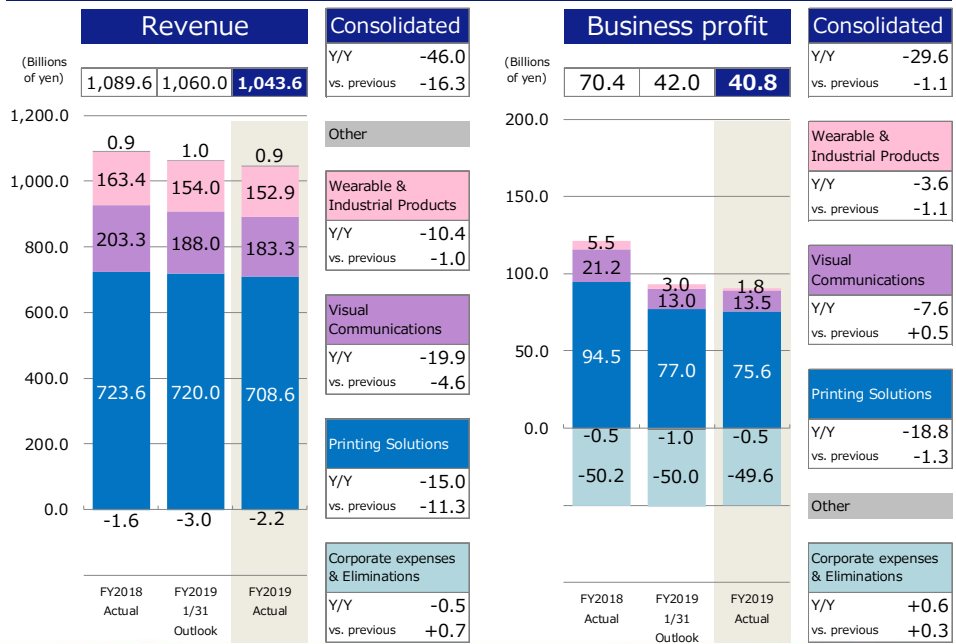 Revenue
(Billions
of yen)
1,089.6 1,060.0 1,043.6
1,200.0
1,000.0
800.0
600.0
400.0
200.0
0.0
0.9 1.0 0.9
163.4 154.0 152.9
203.3 188.0 183.3
723.6 720.0 708.6
-1.6 -3.0 -2.2
FY2018
Actual
FY2019
1/31
Outlook
FY2019
Actual
Consolidated
Y/Y -46.0
vs. previous -16.3
Other
Wearable &
Industrial Products
Y/Y -10.4
vs. previous -1.0
Visual
Communications
Y/Y -19.9
vs. previous -4.6
Printing Solutions
Y/Y -15.0
vs. previous -11.3
Corporate expenses
& Eliminations
Y/Y -0.5
vs. previous +0.7
Business profit
(Billions
of yen)
70.4 42.0 40.8
200.0
150.0
100.0
50.0
0.0
5.5 3.0 1.8
21.2 13.0 13.5
94.5 77.0 75.6
-0.5 -1.0 -0.5
-50.2 -50.0 -49.6
FY2018
Actual
FY2019
1/31
Outlook
FY2019
Actual
Consolidated
Y/Y -29.6
vs. previous -1.1
Wearable &
Industrial Products
Y/Y -3.6
vs. previous -1.1
Visual
Communications
Y/Y -7.6
vs. previous +0.5
Printing Solutions
Y/Y -18.8
vs. previous -1.3
Other
Corporate expenses
& Eliminations
Y/Y +0.6
vs. previous +0.3